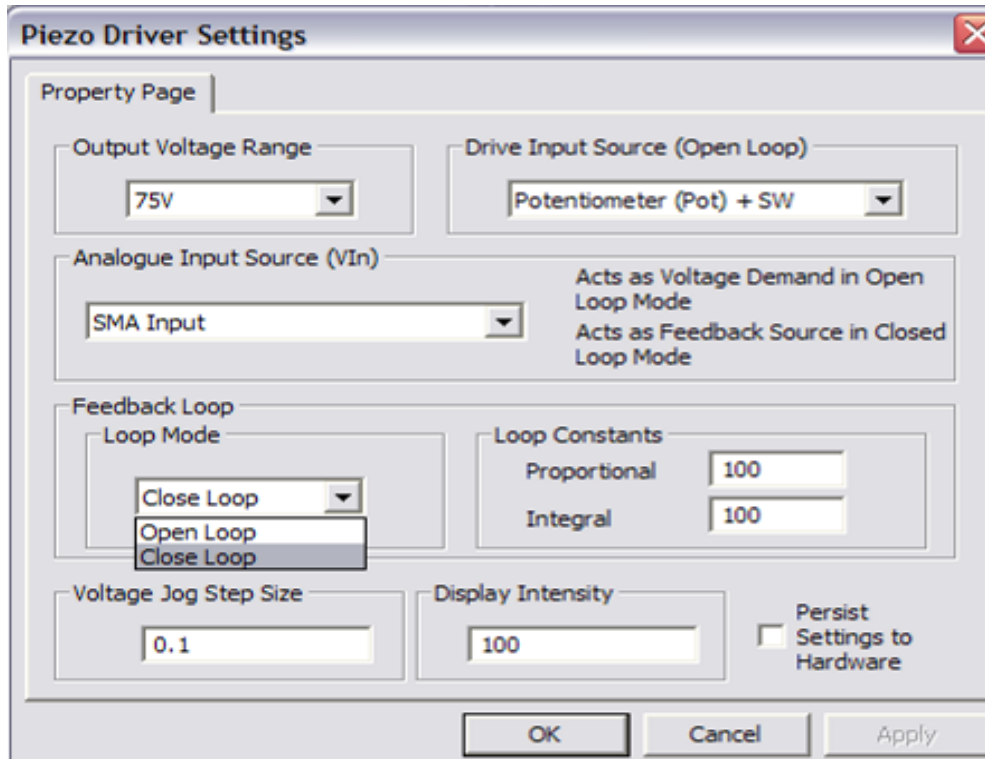 Piezo Driver Settings
Property Page
Output Voltage Range
75V
Drive Input Source (Open Loop)
Potentiometer (Pot) + SW
Analogue Input Source (VIn)
SMA Input
Acts as Voltage Demand in Open
Loop Mode
Acts as Feedback Source in Closed
Loop Mode
Feedback Loop
Loop Mode
Close Loop
Open Loop
Close Loop
Loop Constants
Proportional
100
Integral
100
Voltage Jog Step Size
0.1
Display Intensity
100
Persist
Settings to
Hardware
OK
Cancel
Apply